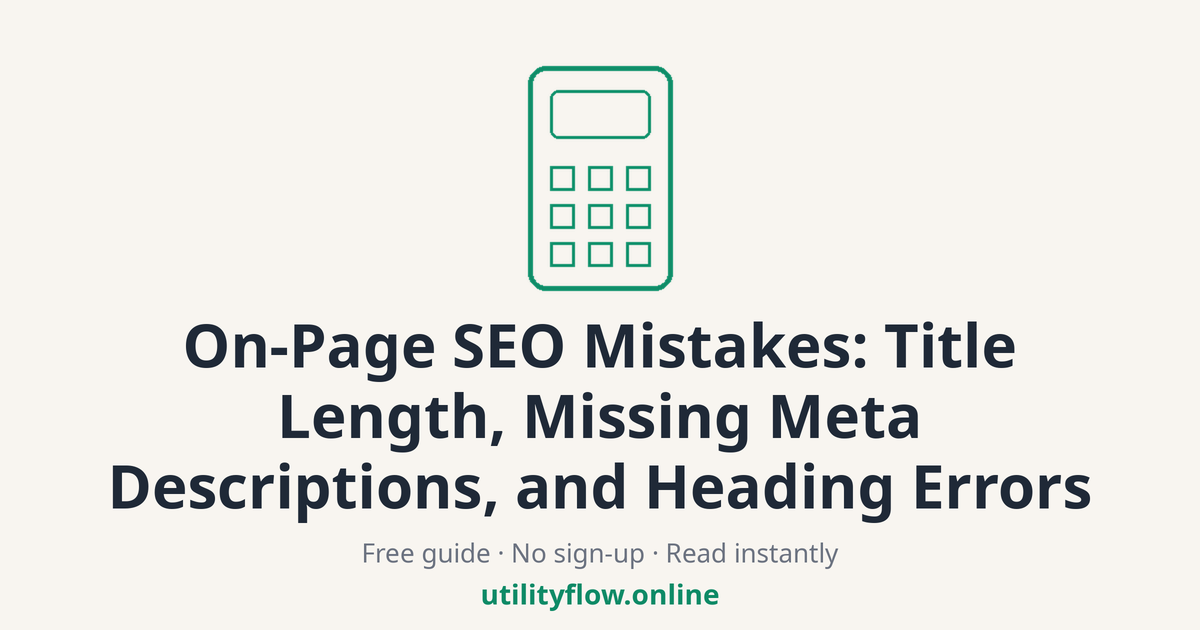 On-Page SEO Mistakes: Title
Length, Missing Meta
Descriptions, and Heading Errors
Free guide · No sign-up · Read instantly
utilityflow.online